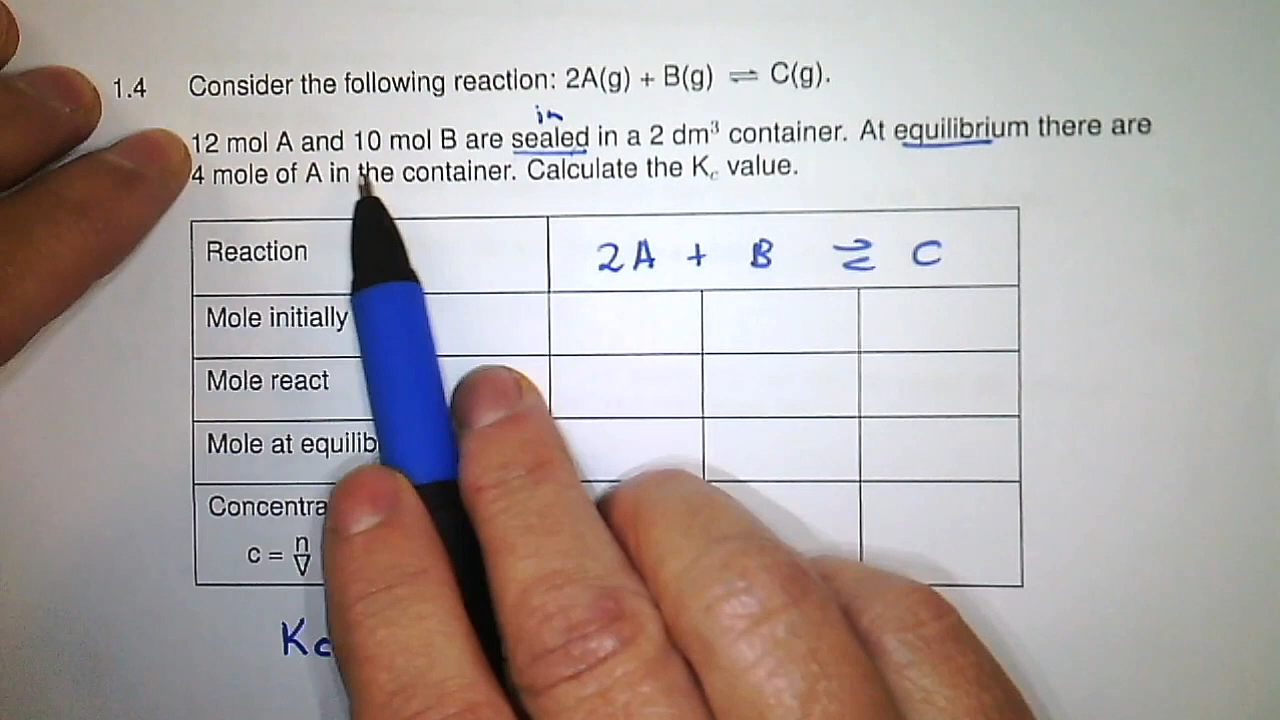 1.4 Consider the following reaction: 2A(g) + B(g) ⇌ C(g).
in
12 mol A and 10 mol B are sealed in a 2 dm³ container. At equilibrium there are
4 mole of A in the container. Calculate the K꜀ value.
Reaction 2A + B ⇌ C
Mole initially
Mole react
Mole at equilib
Concentra
c = n/V
Kc